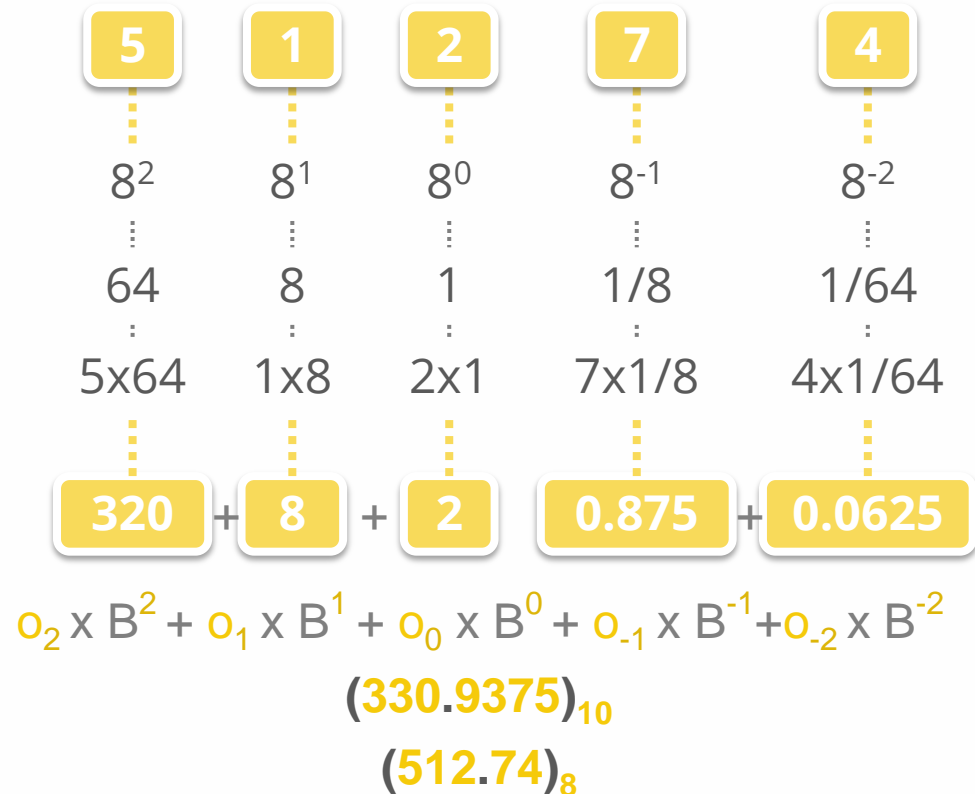 5 1 2 7 4
8² 8¹ 8⁰ 8⁻¹ 8⁻²
64 8 1 1/8 1/64
5x64 1x8 2x1 7x1/8 4x1/64
320 + 8 + 2 0.875 + 0.0625
o₂ x B² + o₁ x B¹ + o₀ x B⁰ + o₋₁ x B⁻¹+o₋₂ x B⁻²
(330.9375)₁₀
(512.74)₈